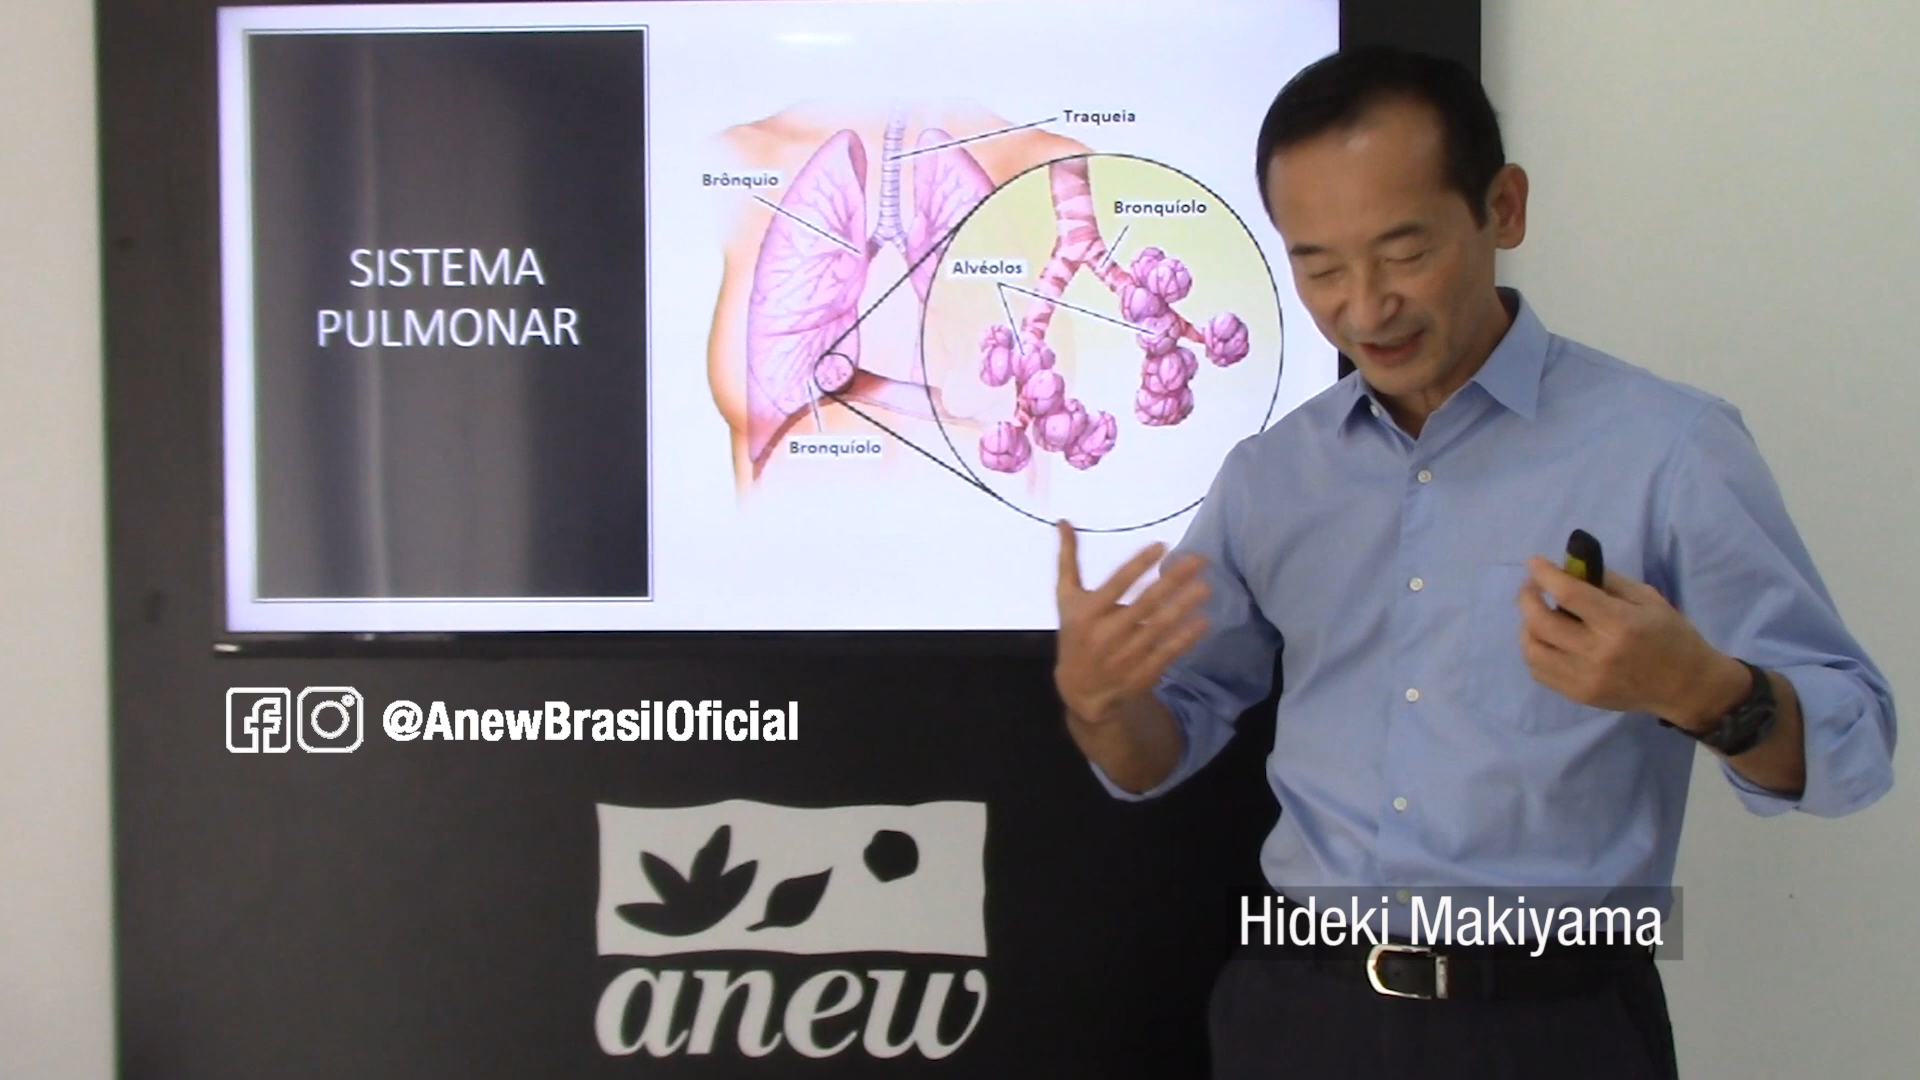 SISTEMA
PULMONAR
Traqueia
Brônquio
Bronquíolo
Alvéolos
Bronquíolo
@AnewBrasilOficial
anew
Hideki Makiyama